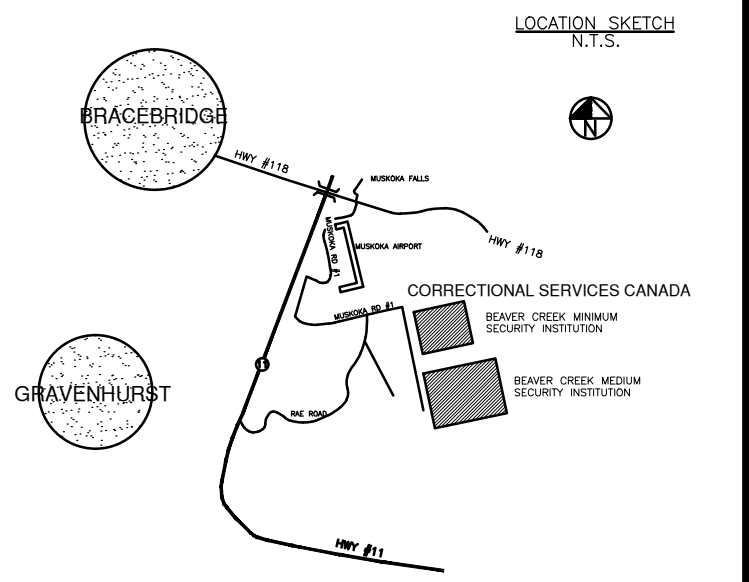 LOCATION SKETCH
N.T.S.
BRACEBRIDGE
N
HWY #118
MUSKOKA FALLS
MUSKOKA RD #1
MUSKOKA AIRPORT
HWY #118
CORRECTIONAL SERVICES CANADA
MUSKOKA RD #1
BEAVER CREEK MINIMUM
SECURITY INSTITUTION
11
GRAVENHURST
BEAVER CREEK MEDIUM
SECURITY INSTITUTION
RAE ROAD
HWY #11